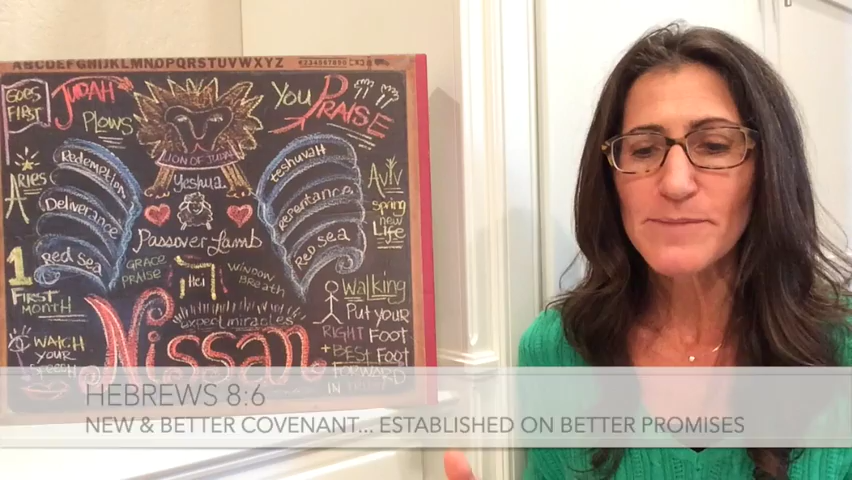 ABCDEFGHIJKLMNOPQRSTUVWXYZ
1234567890
GOES
FIRST
JUDAH
PLOWS
YOU
PRAISE
LION OF JUDAH
Yeshua
Aries
Redemption
Deliverance
Red Sea
teshuvah
repentance
Red Sea
AViV
spring
new
Life
Passover Lamb
GRACE
PRAISE
Hei
WINDOW
BREATH
1
FIRST
MONTH
expect miracles
Nissan
WALKING
PUT YOUR
RIGHT FOOT
+ BEST FOOT
FORWARD
IN
WATCH
YOUR
SPEECH
HEBREWS 8:6
NEW & BETTER COVENANT... ESTABLISHED ON BETTER PROMISES